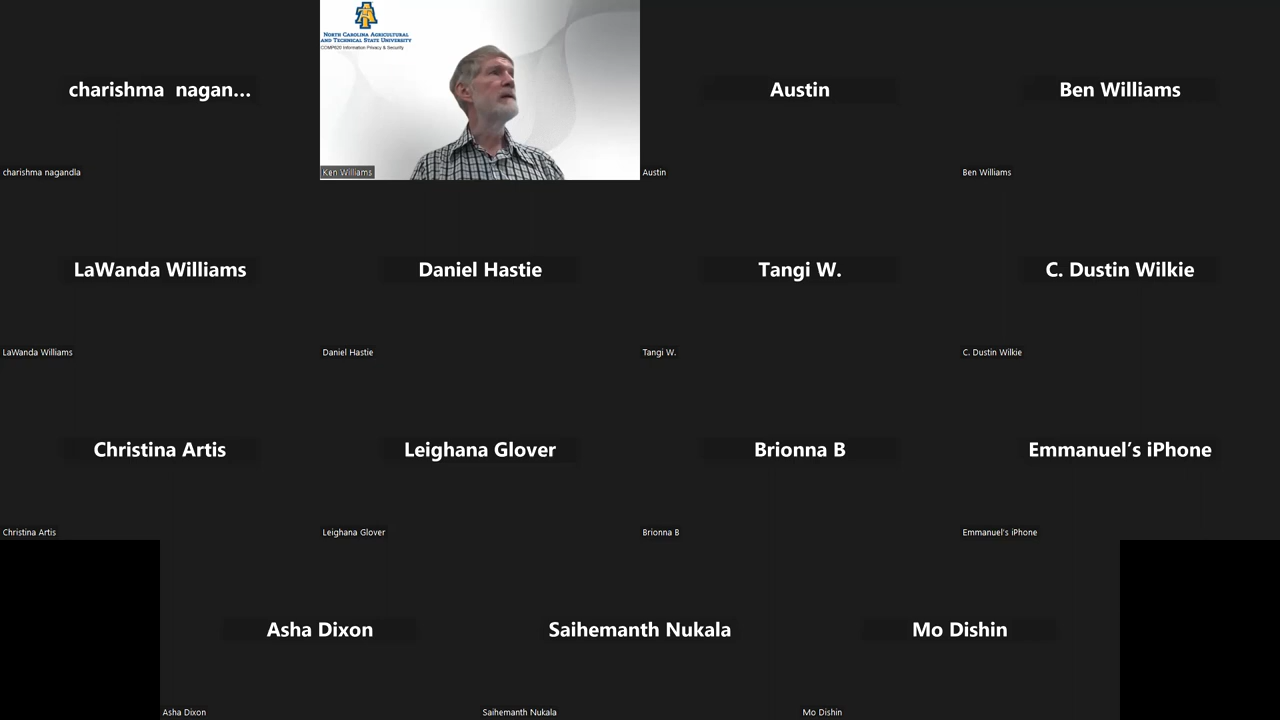 charishma nagan...
charishma nagandla
NORTH CAROLINA AGRICULTURAL
AND TECHNICAL STATE UNIVERSITY
COMP620 Information Privacy & Security
Ken Williams
Austin
Austin
Ben Williams
Ben Williams
LaWanda Williams
LaWanda Williams
Daniel Hastie
Daniel Hastie
Tangi W.
Tangi W.
C. Dustin Wilkie
C. Dustin Wilkie
Christina Artis
Christina Artis
Leighana Glover
Leighana Glover
Brionna B
Brionna B
Emmanuel’s iPhone
Emmanuel’s iPhone
Asha Dixon
Asha Dixon
Saihemanth Nukala
Saihemanth Nukala
Mo Dishin
Mo Dishin